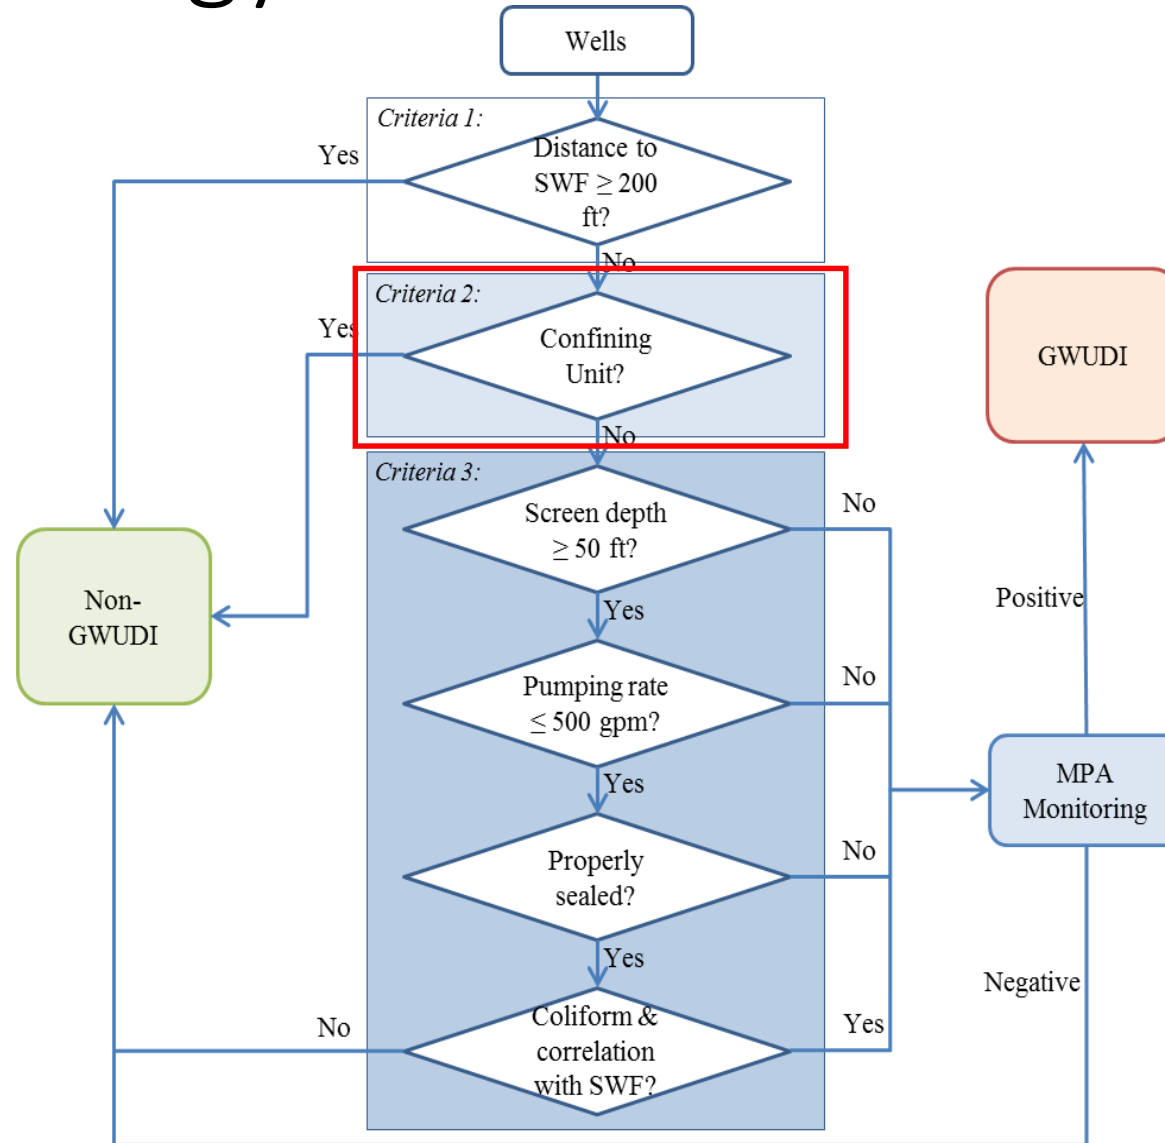 Wells
Criteria 1:
Distance to
SWF ≥ 200
ft?
Yes
No
Criteria 2:
Confining
Unit?
Yes
No
Criteria 3:
Screen depth
≥ 50 ft?
No
Yes
Pumping rate
≤ 500 gpm?
No
Yes
Properly
sealed?
No
Yes
Coliform &
correlation
with SWF?
No
Yes
Non-
GWUDI
GWUDI
Positive
MPA
Monitoring
Negative